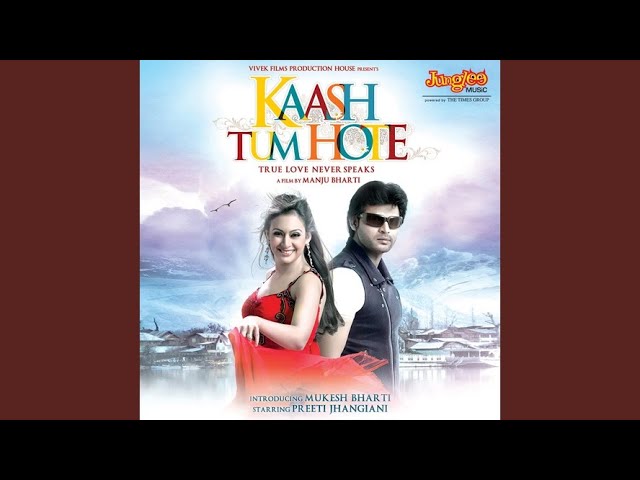 VIVEK FILMS PRODUCTION HOUSE PRESENTS
Junglee
MUSIC
powered by THE TIMES GROUP
KAASH
TUM HOTE
TRUE LOVE NEVER SPEAKS
A FILM BY MANJU BHARTI
INTRODUCING MUKESH BHARTI
STARRING PREETI JHANGIANI